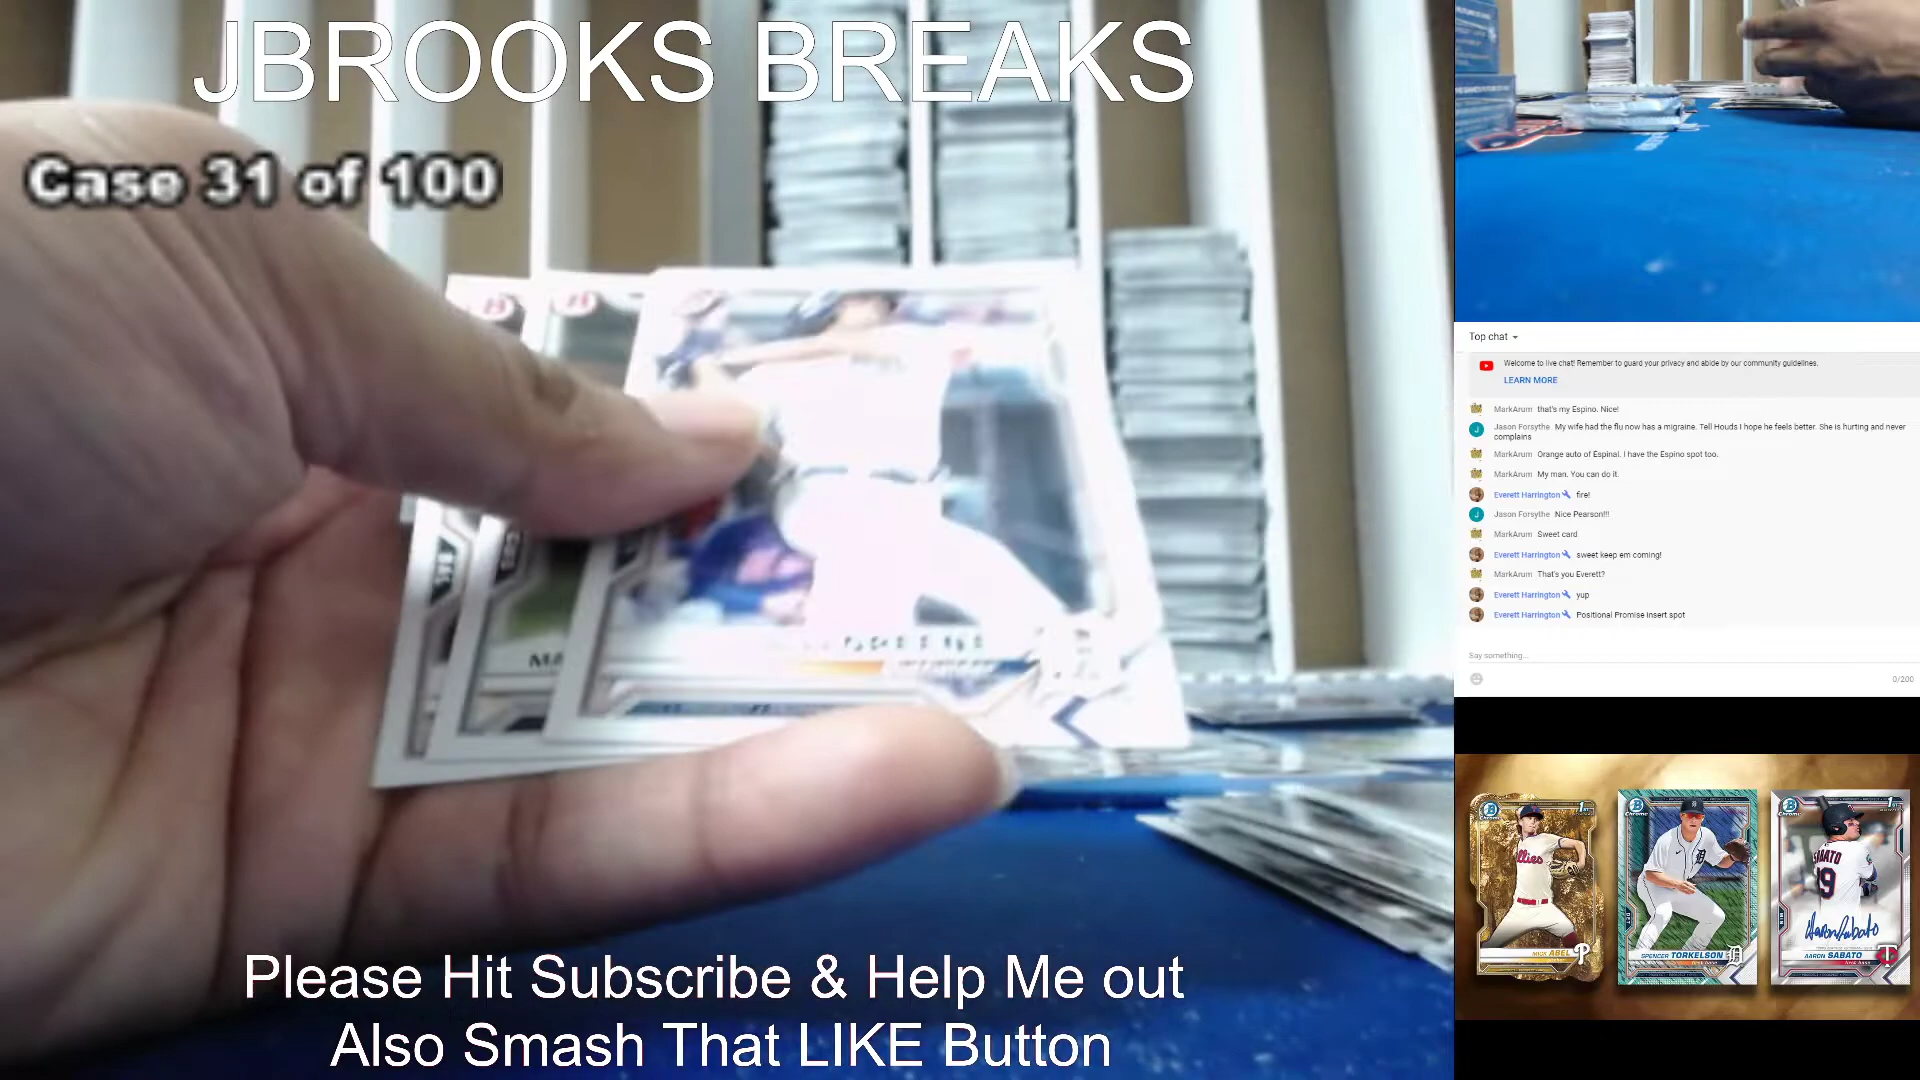 JBROOKS BREAKS
Case 31 of 100
Please Hit Subscribe & Help Me out
Also Smash That LIKE Button
Top chat
Welcome to live chat! Remember to guard your privacy and abide by our community guidelines.
LEARN MORE
MarkArum that's my Espino. Nice!
Jason Forsythe My wife had the flu now has a migraine. Tell Houds I hope he feels better. She is hurting and never
complains
MarkArum Orange auto of Espinal. I have the Espino spot too.
MarkArum My man. You can do it.
Everett Harrington fire!
Jason Forsythe Nice Pearson!!!
MarkArum Sweet card
Everett Harrington sweet keep em coming!
MarkArum That's you Everett?
Everett Harrington yup
Everett Harrington Positional Promise insert spot
Say something...
0/200
MICK ABEL
SPENCER TORKELSON
SABATO
19
Aaron Sabato
AARON SABATO